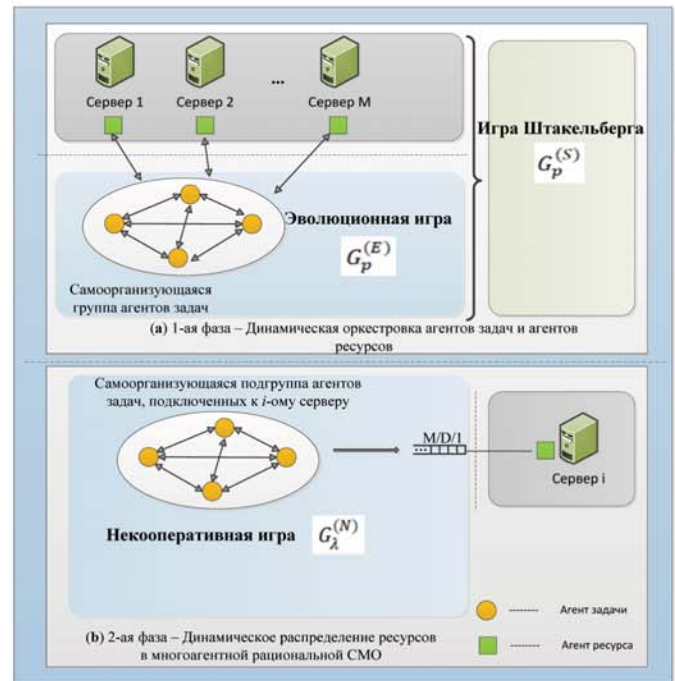 Сервер 1
Сервер 2
...
Сервер M
Игра Штакельберга
G_p^(S)
Эволюционная игра
G_p^(E)
Самоорганизующаяся
группа агентов задач
(a) 1-ая фаза – Динамическая оркестровка агентов задач и агентов
ресурсов
Самоорганизующаяся подгруппа агентов
задач, подключенных к i-ому серверу
M/D/1
Сервер i
Некооперативная игра
G_λ^(N)
Агент задачи
(b) 2-ая фаза – Динамическое распределение ресурсов
в многоагентной рациональной СМО
Агент ресурса